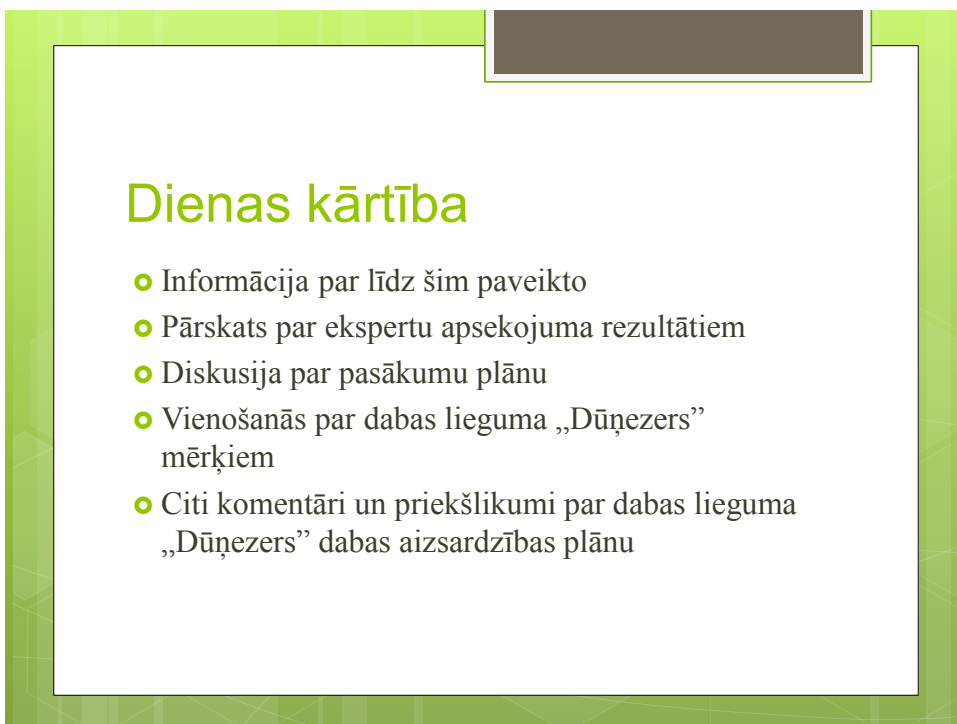 Dienas kārtība
Informācija par līdz šim paveikto
Pārskats par ekspertu apsekojuma rezultātiem
Diskusija par pasākumu plānu
Vienošanās par dabas lieguma „Dūņezers”
mērķiem
Citi komentāri un priekšlikumi par dabas lieguma
„Dūņezers” dabas aizsardzības plānu